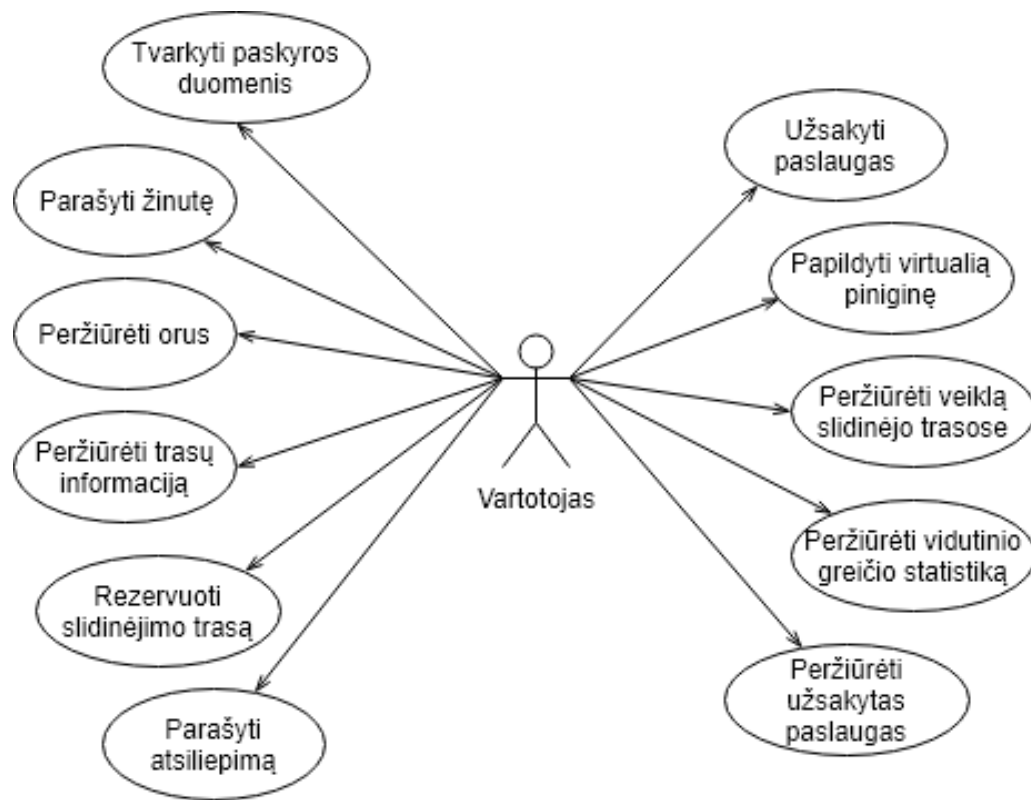 Tvarkyti paskyros
duomenis
Parašyti žinutę
Peržiūrėti orus
Peržiūrėti trasų
informaciją
Rezervuoti
slidinėjimo trasą
Parašyti
atsiliepimą
Vartotojas
Užsakyti
paslaugas
Papildyti virtualią
piniginę
Peržiūrėti veiklą
slidinėjo trasose
Peržiūrėti vidutinio
greičio statistiką
Peržiūrėti
užsakytas
paslaugas